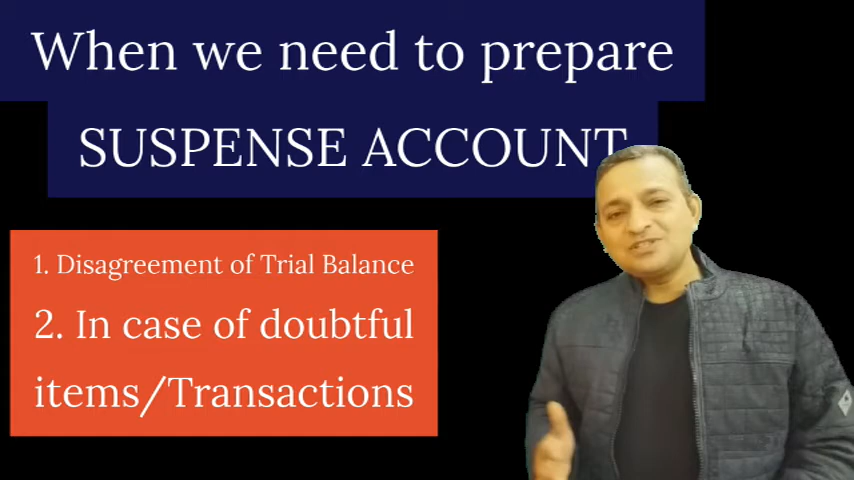 When we need to prepare
SUSPENSE ACCOUNT
1. Disagreement of Trial Balance
2. In case of doubtful
items/Transactions